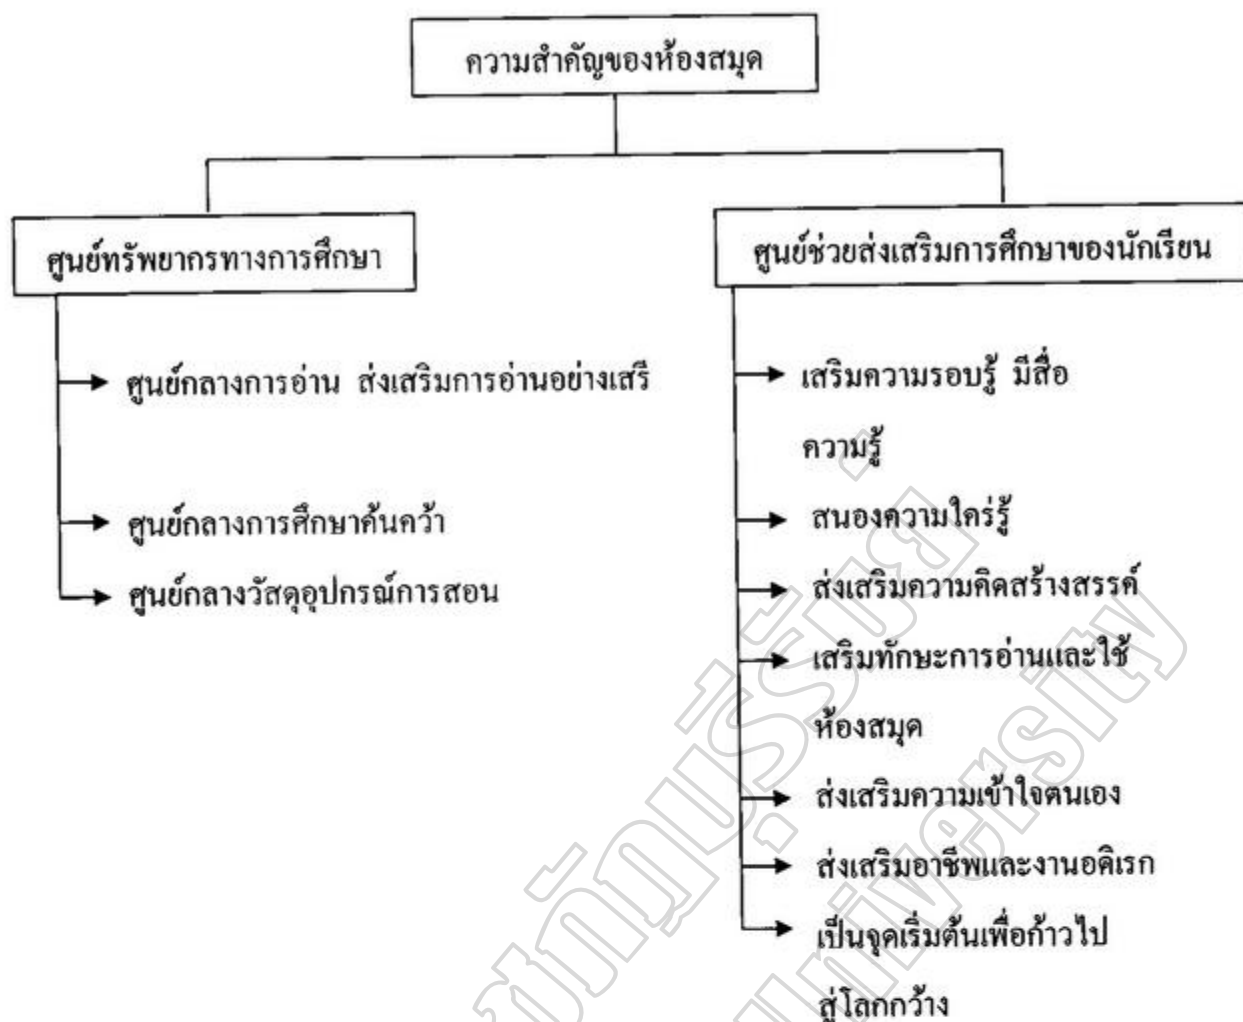 ความสำคัญของห้องสมุด
ศูนย์ทรัพยากรทางการศึกษา
ศูนย์กลางการอ่าน ส่งเสริมการอ่านอย่างเสรี
ศูนย์กลางการศึกษาค้นคว้า
ศูนย์กลางวัสดุอุปกรณ์การสอน
ศูนย์ช่วยส่งเสริมการศึกษาของนักเรียน
เสริมความรอบรู้ มีสื่อ
ความรู้
สนองความใคร่รู้
ส่งเสริมความคิดสร้างสรรค์
เสริมทักษะการอ่านและใช้
ห้องสมุด
ส่งเสริมความเข้าใจตนเอง
ส่งเสริมอาชีพและงานอดิเรก
เป็นจุดเริ่มต้นเพื่อก้าวไป
สู่โลกกว้าง
University